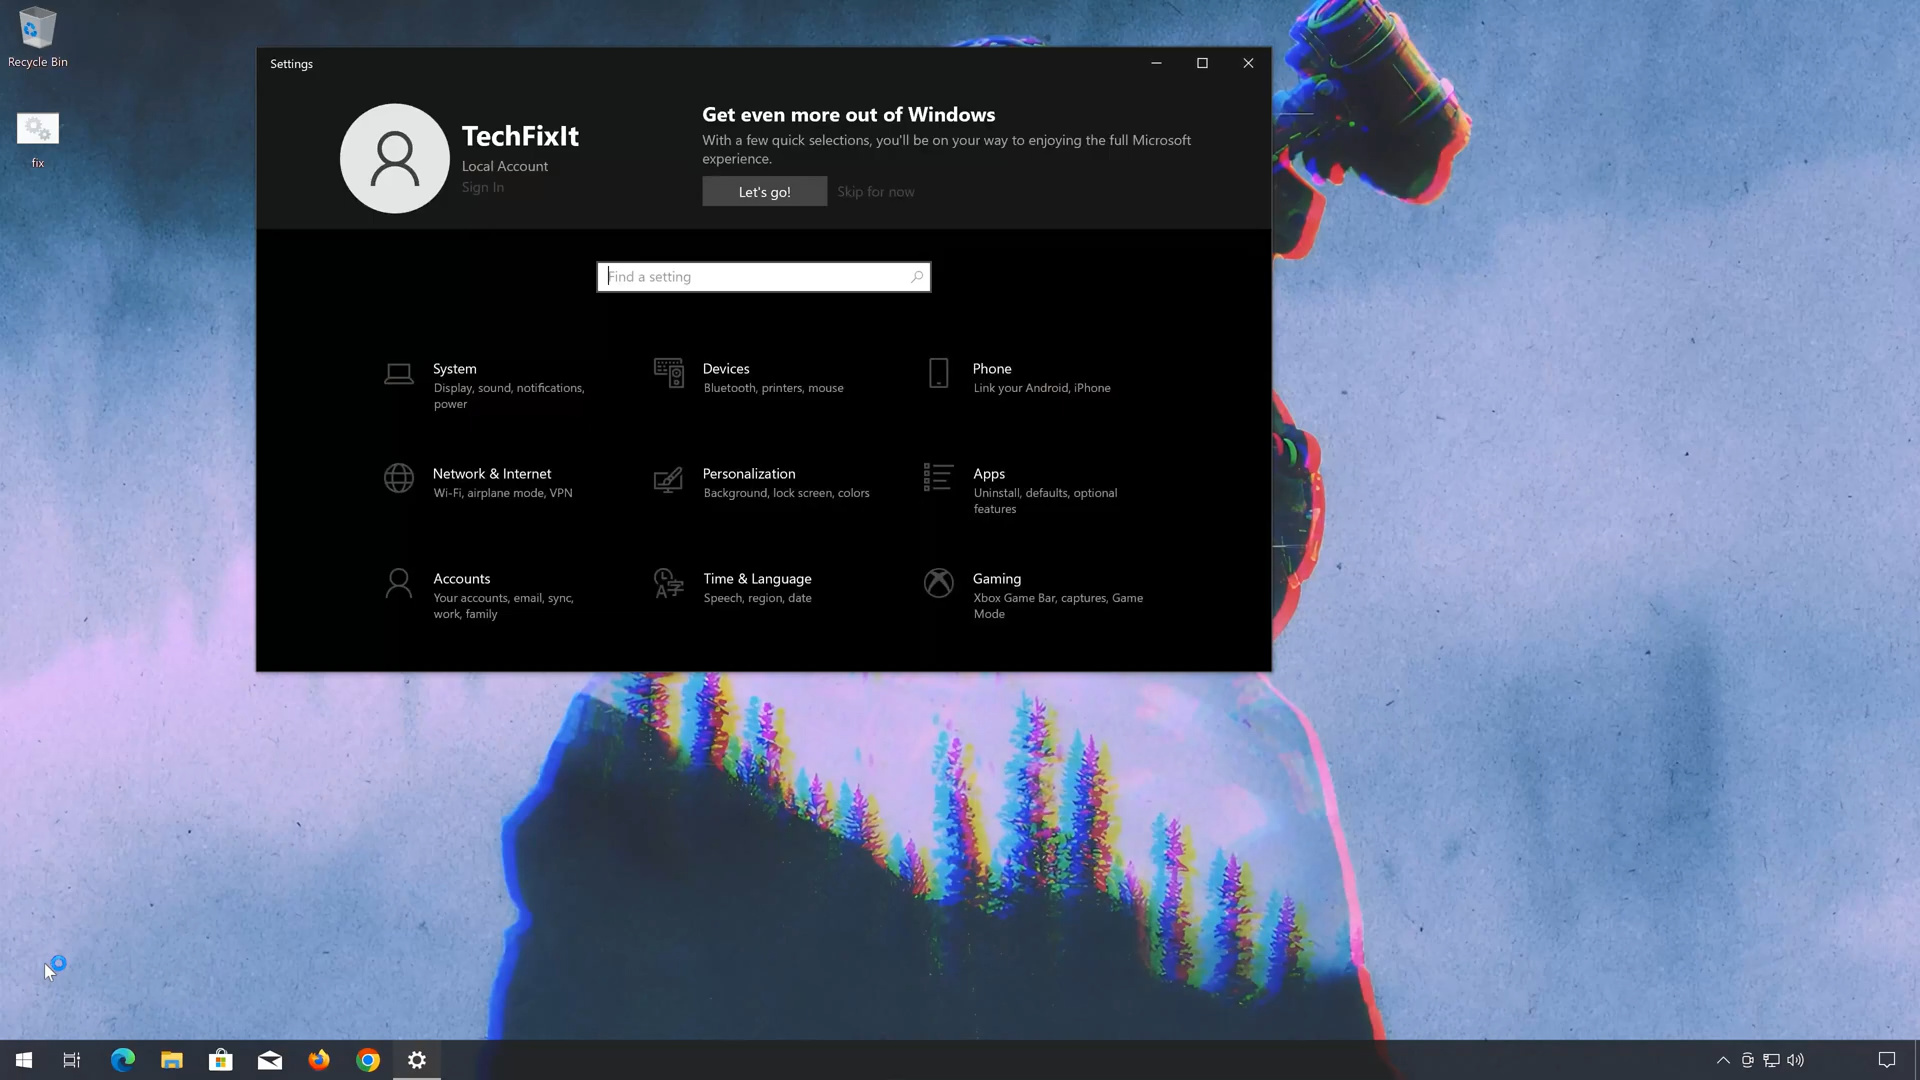 Recycle Bin
fix
Settings
TechFixIt
Local Account
Sign In
Get even more out of Windows
With a few quick selections, you'll be on your way to enjoying the full Microsoft
experience.
Let's go!
Skip for now
Find a setting
System
Display, sound, notifications,
power
Devices
Bluetooth, printers, mouse
Phone
Link your Android, iPhone
Network & Internet
Wi-Fi, airplane mode, VPN
Personalization
Background, lock screen, colors
Apps
Uninstall, defaults, optional
features
Accounts
Your accounts, email, sync,
work, family
Time & Language
Speech, region, date
Gaming
Xbox Game Bar, captures, Game
Mode